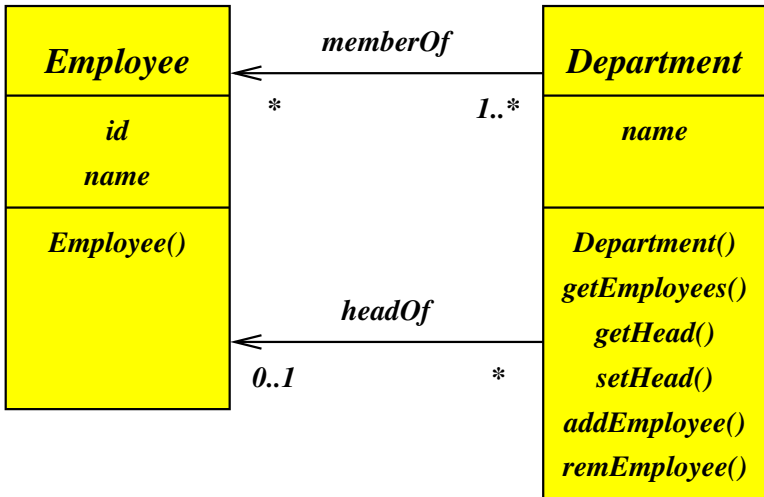 Employee
id
name
Employee()
memberOf
* 1..*
headOf
0..1 *
Department
name
Department()
getEmployees()
getHead()
setHead()
addEmployee()
remEmployee()